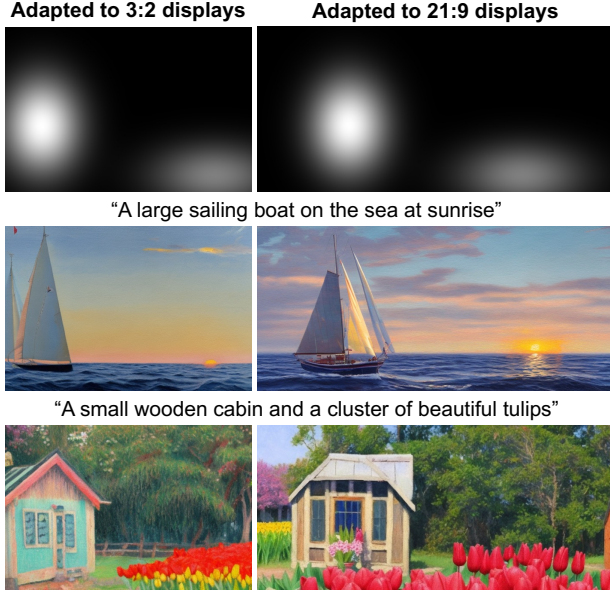 Adapted to 3:2 displays
Adapted to 21:9 displays
“A large sailing boat on the sea at sunrise”
“A small wooden cabin and a cluster of beautiful tulips”